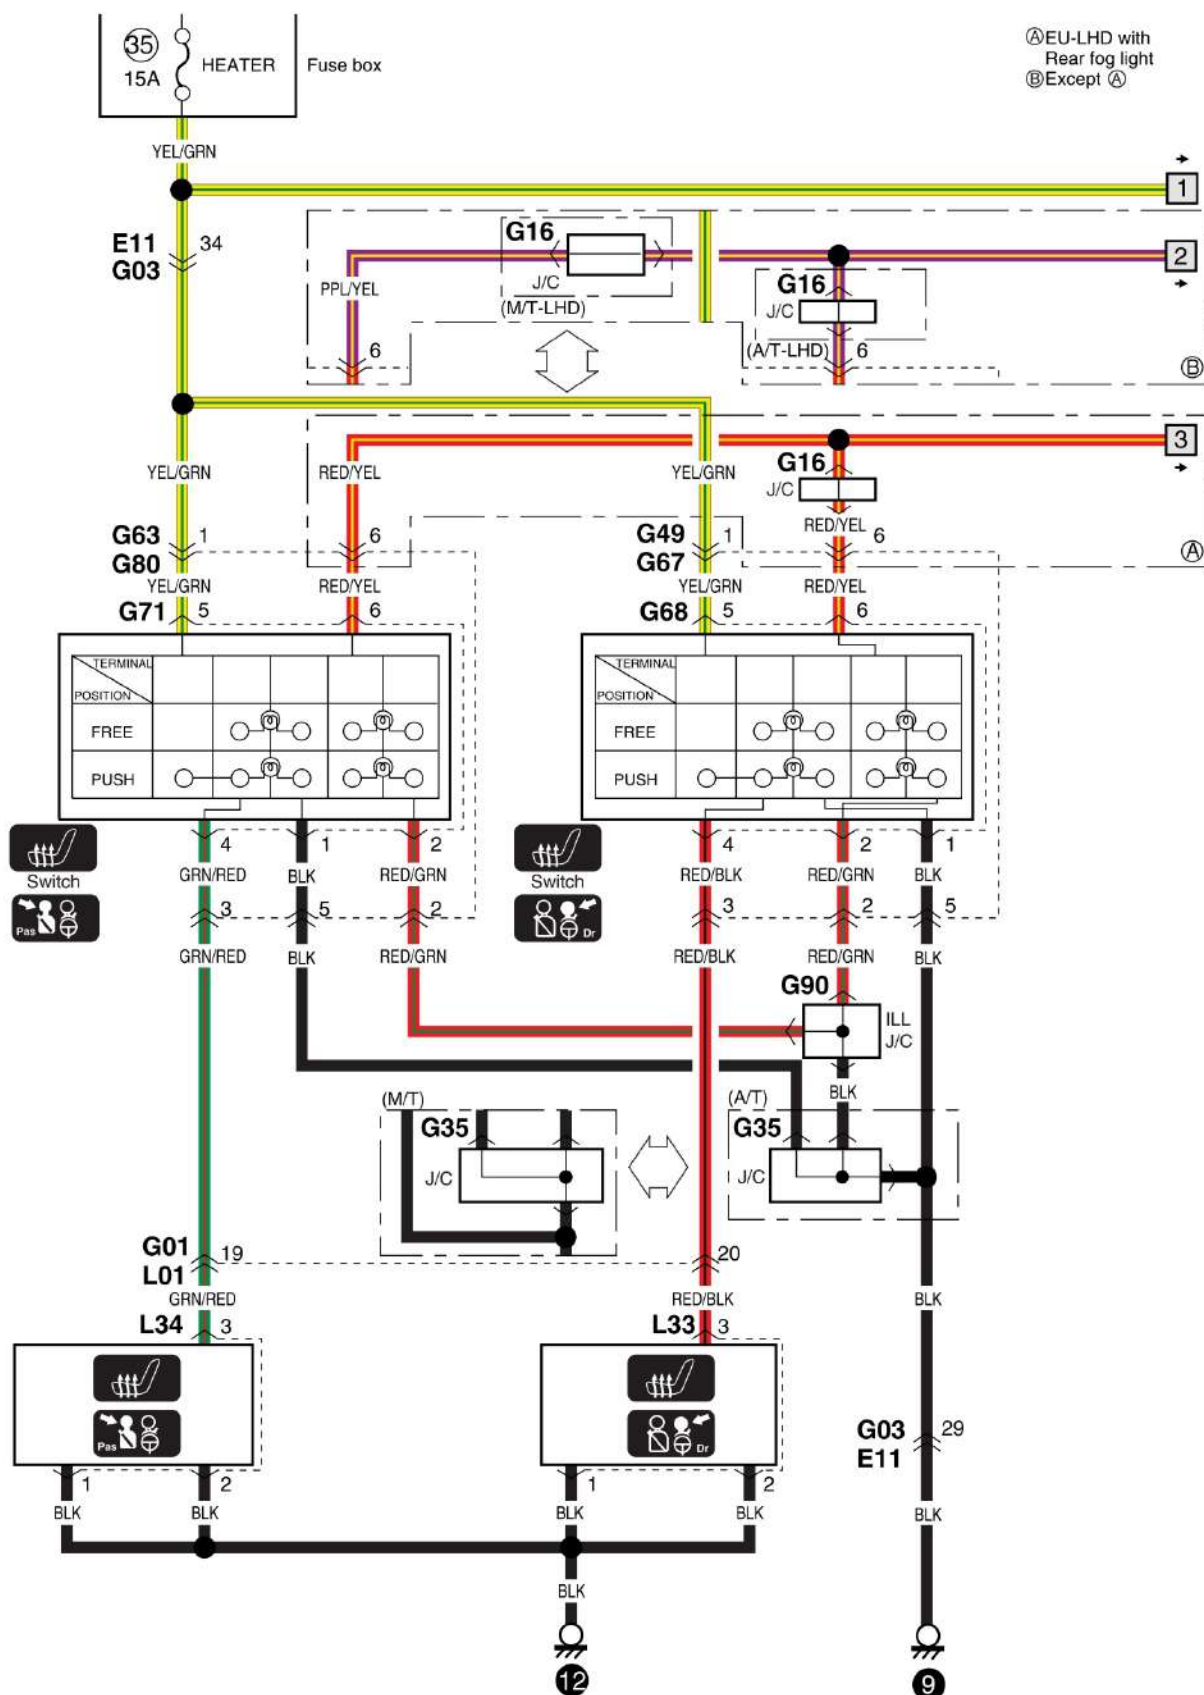 35
15A
HEATER
Fuse box
Ⓐ EU-LHD with
Rear fog light
Ⓑ Except Ⓐ
YEL/GRN
1
E11
G03
34
G16
J/C
(M/T-LHD)
2
PPL/YEL
G16
J/C
(A/T-LHD)
6
6
Ⓑ
3
YEL/GRN
RED/YEL
YEL/GRN
G16
J/C
RED/YEL
G63
G80
1
6
G49
G67
1
6
Ⓐ
YEL/GRN
RED/YEL
YEL/GRN
RED/YEL
G71
5
6
G68
5
6
TERMINAL
POSITION
FREE
PUSH
TERMINAL
POSITION
FREE
PUSH
4
1
2
4
2
1
Switch
GRN/RED
BLK
RED/GRN
Switch
RED/BLK
RED/GRN
BLK
Pas
3
5
2
Dr
3
2
5
GRN/RED
BLK
RED/GRN
RED/BLK
RED/GRN
BLK
G90
ILL
J/C
BLK
(M/T)
G35
J/C
(A/T)
G35
J/C
G01
L01
19
20
GRN/RED
RED/BLK
BLK
L34
3
L33
3
Pas
Dr
G03
E11
29
1
2
1
2
BLK
BLK
BLK
BLK
BLK
BLK
12
9